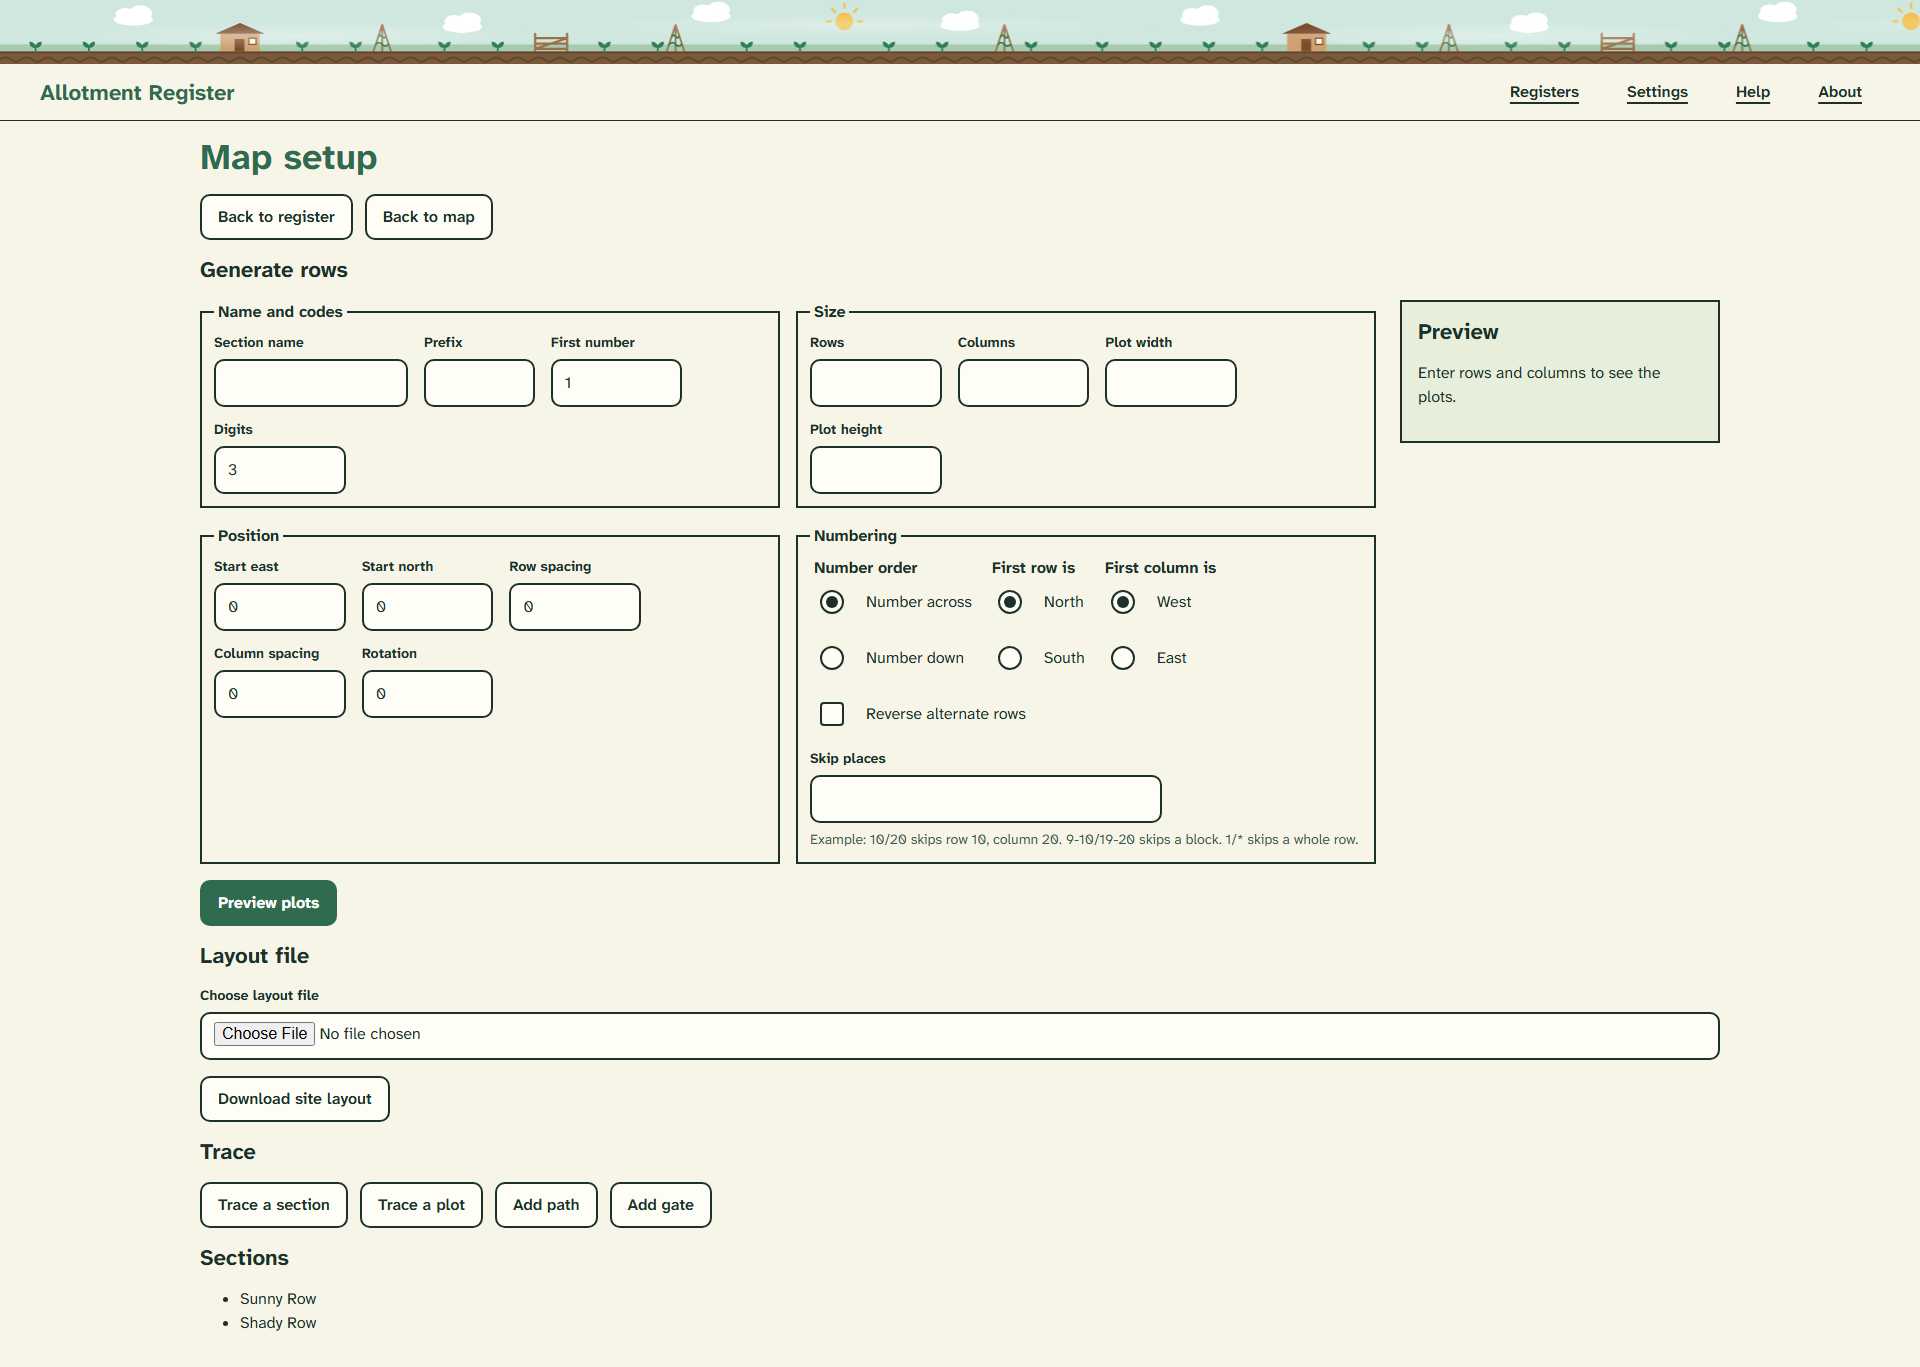 Allotment Register
Registers
Settings
Help
About
Map setup
Back to register
Back to map
Generate rows
Name and codes
Section name
Prefix
First number
1
Digits
3
Size
Rows
Columns
Plot width
Plot height
Preview
Enter rows and columns to see the
plots.
Position
Start east
Start north
Row spacing
0
0
0
Column spacing
Rotation
0
0
Numbering
Number order
First row is
First column is
Number across
North
West
Number down
South
East
Reverse alternate rows
Skip places
Example: 10/20 skips row 10, column 20. 9-10/19-20 skips a block. 1/* skips a whole row.
Preview plots
Layout file
Choose layout file
Choose File No file chosen
Download site layout
Trace
Trace a section
Trace a plot
Add path
Add gate
Sections
• Sunny Row
• Shady Row